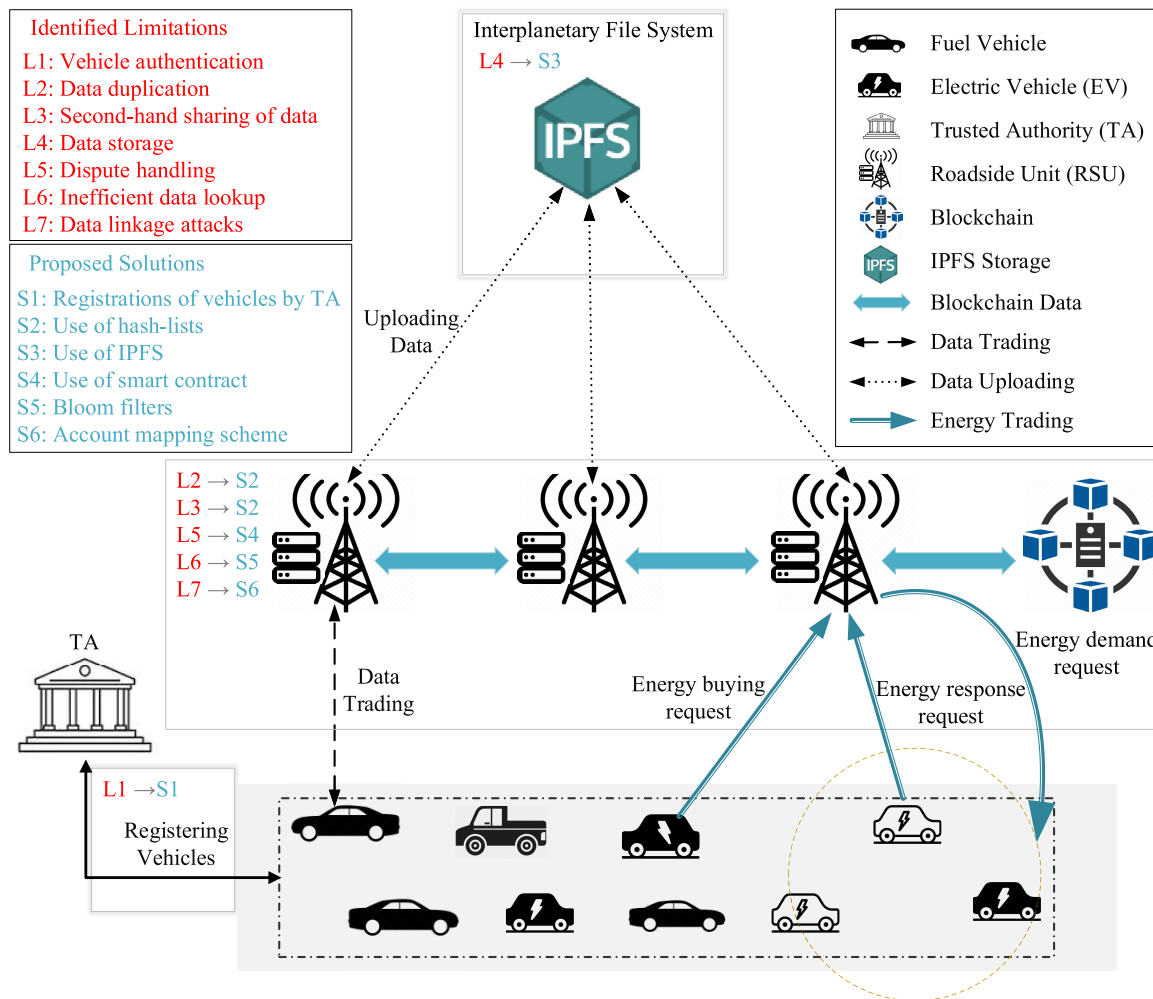 Identified Limitations
L1: Vehicle authentication
L2: Data duplication
L3: Second-hand sharing of data
L4: Data storage
L5: Dispute handling
L6: Inefficient data lookup
L7: Data linkage attacks
Proposed Solutions
S1: Registrations of vehicles by TA
S2: Use of hash-lists
S3: Use of IPFS
S4: Use of smart contract
S5: Bloom filters
S6: Account mapping scheme
Interplanetary File System
L4 → S3
IPFS
Uploading
Data
Fuel Vehicle
Electric Vehicle (EV)
Trusted Authority (TA)
Roadside Unit (RSU)
Blockchain
IPFS
IPFS Storage
Blockchain Data
Data Trading
Data Uploading
Energy Trading
L2 → S2
L3 → S2
L5 → S4
L6 → S5
L7 → S6
TA
Data
Trading
Energy buying
request
Energy response
request
Energy demand
request
L1 → S1
Registering
Vehicles